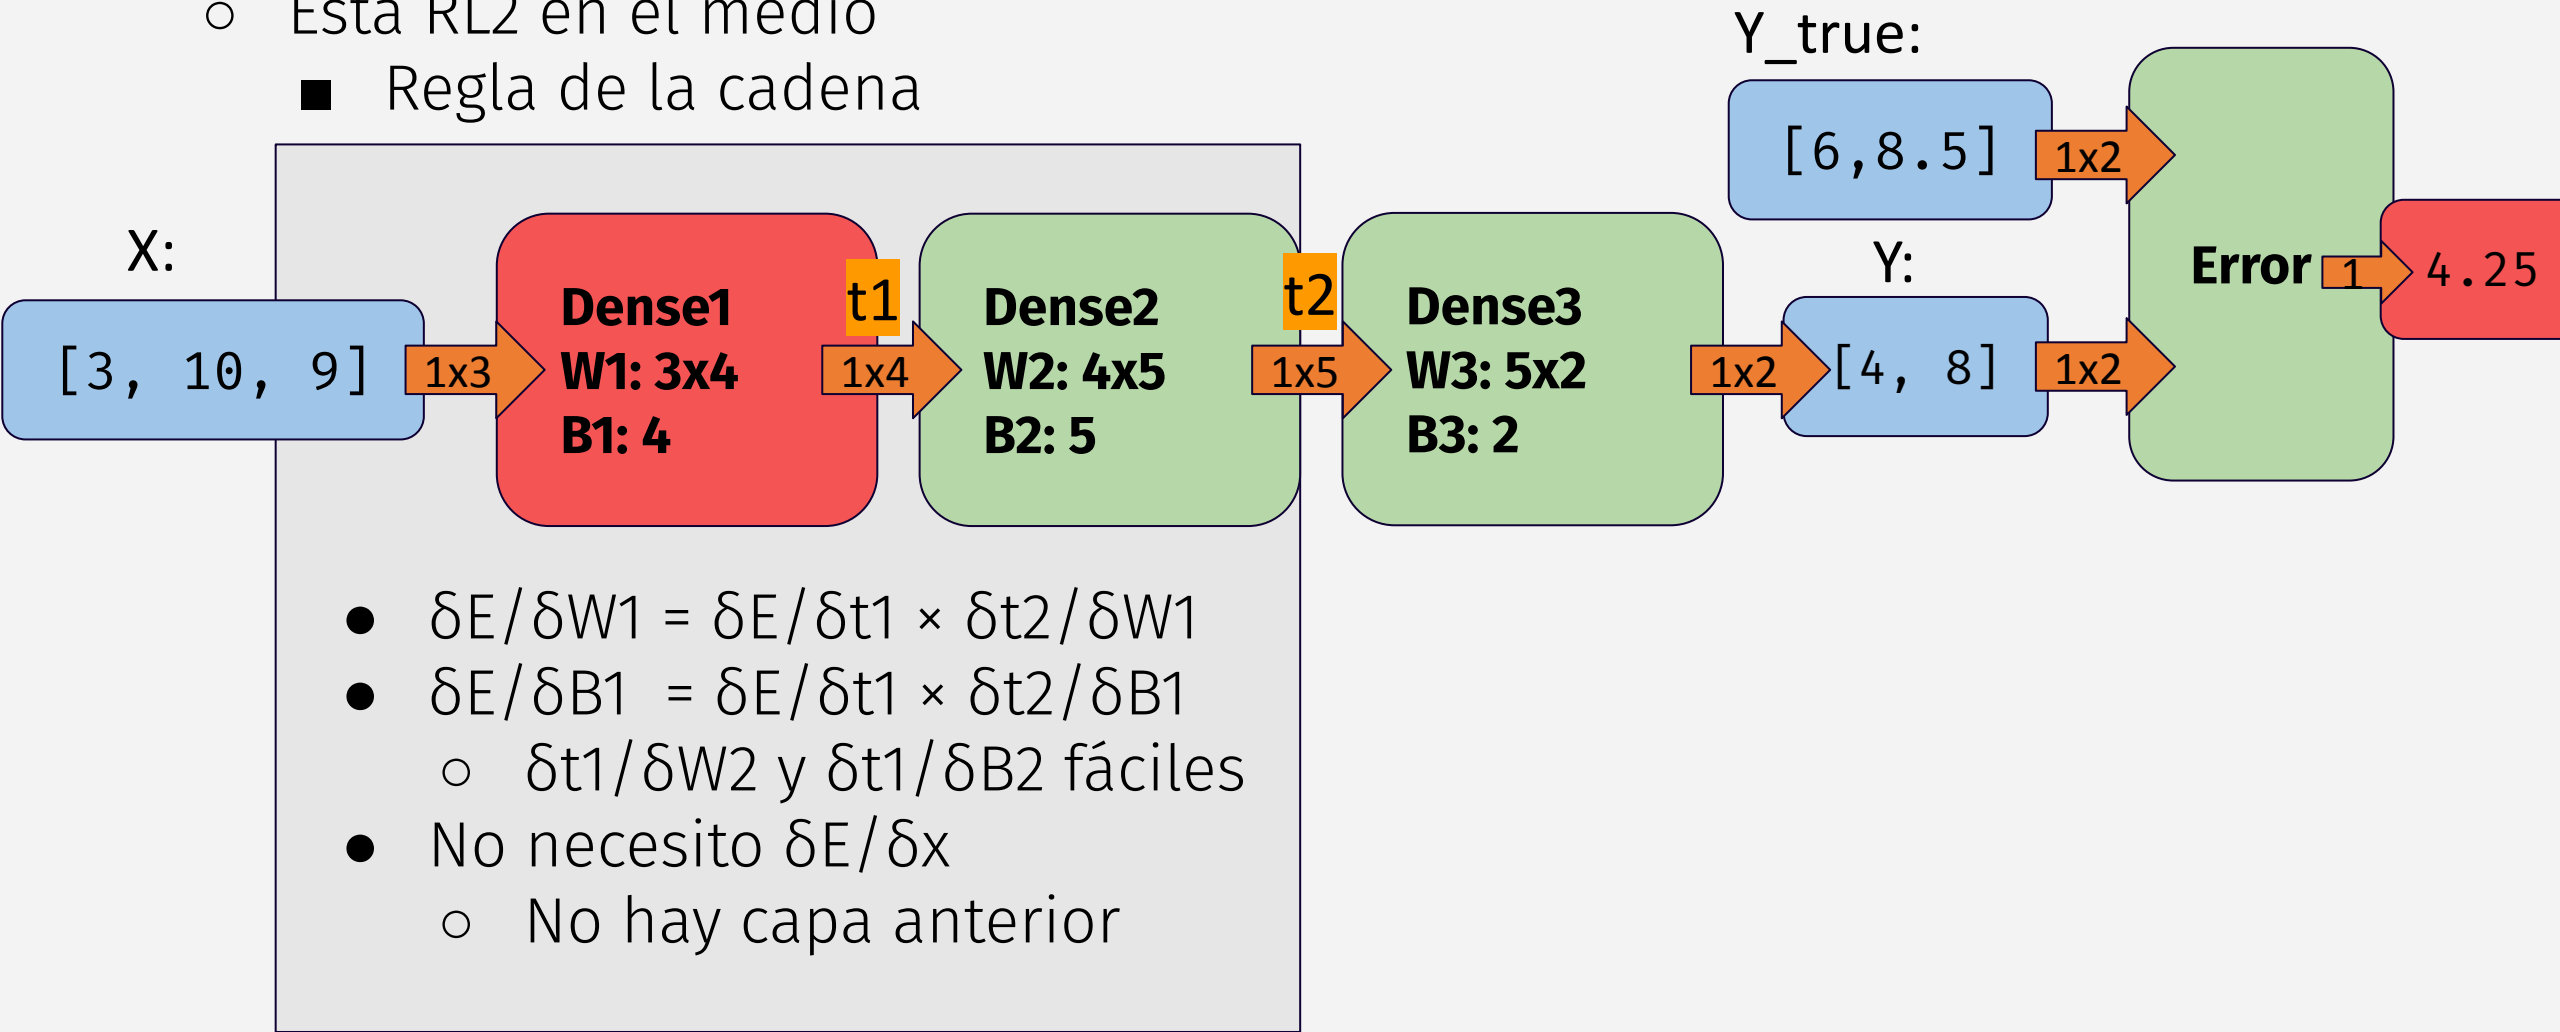 ○ Está RL2 en el medio
■ Regla de la cadena
Y_true:
[6,8.5]
1x2
X:
[3, 10, 9]
1x3
Dense1
W1: 3x4
B1: 4
t1
1x4
Dense2
W2: 4x5
B2: 5
t2
1x5
Dense3
W3: 5x2
B3: 2
1x2
Y:
[4, 8]
1x2
Error
1
4.25
● δE/δW1 = δE/δt1 × δt2/δW1
● δE/δB1 = δE/δt1 × δt2/δB1
○ δt1/δW2 y δt1/δB2 fáciles
● No necesito δE/δx
○ No hay capa anterior